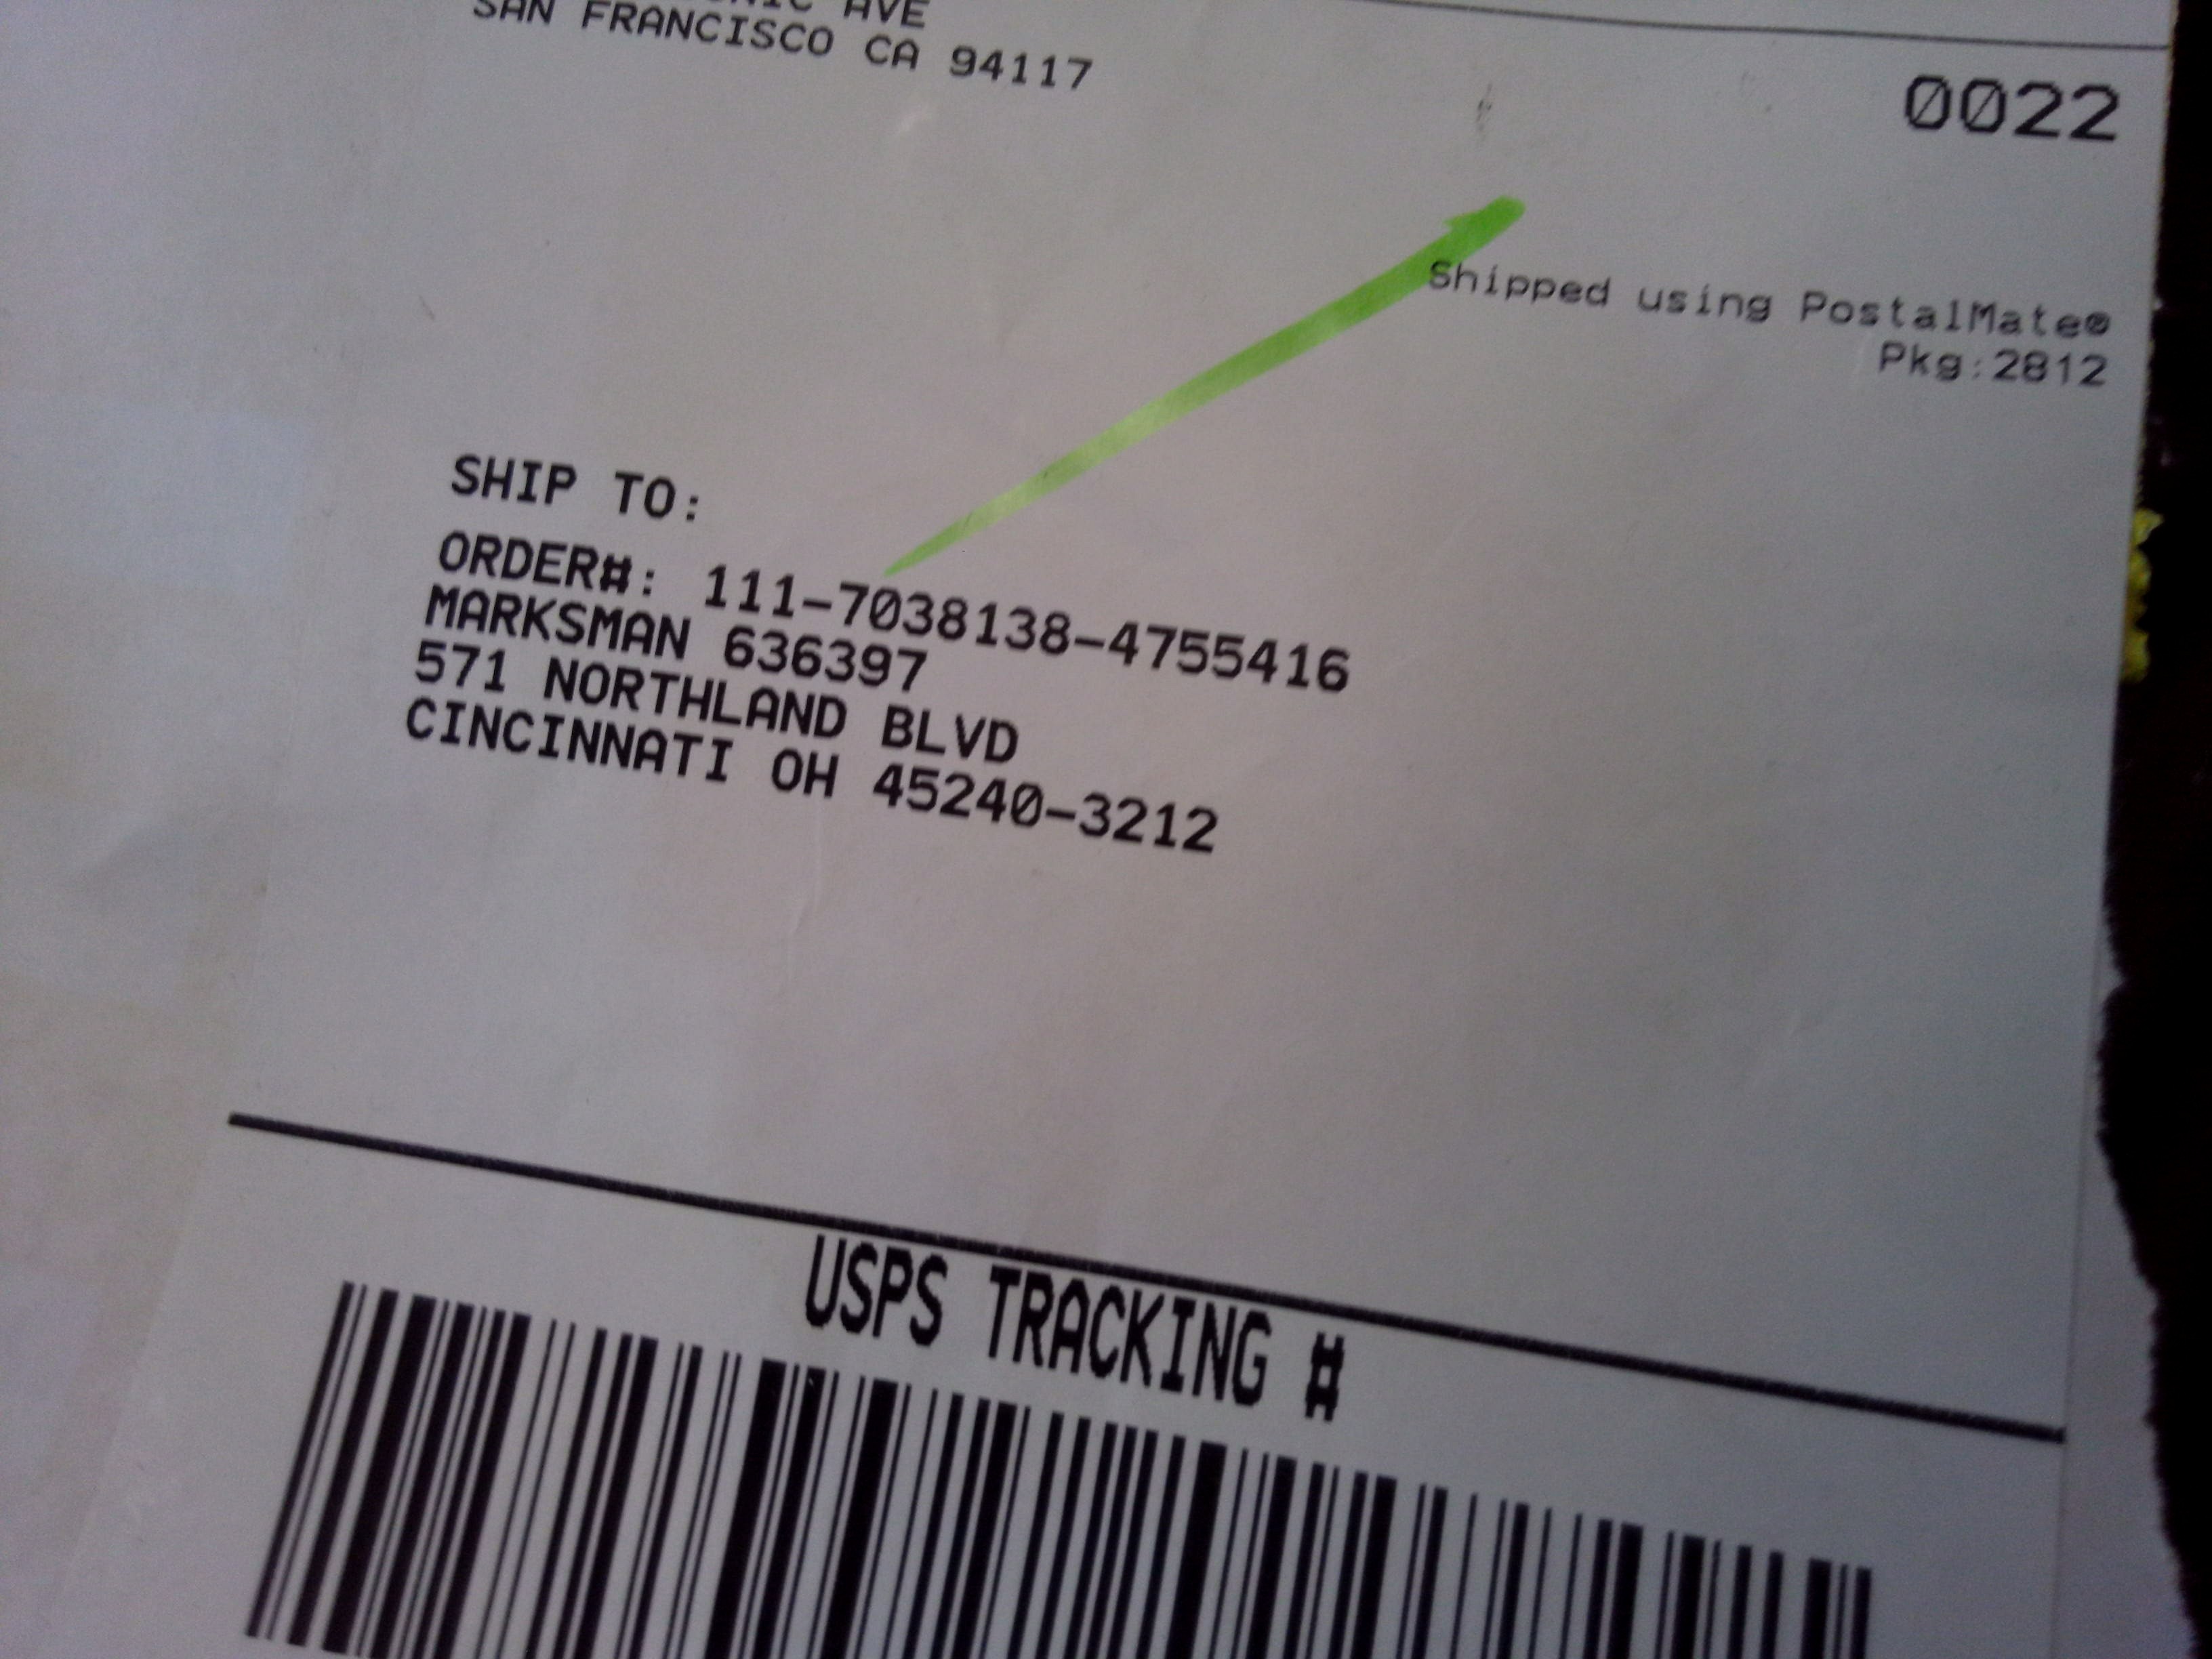 AVE
SAN FRANCISCO CA 94117
0022
Shipped using PostalMate®
Pkg:2812
SHIP TO:
ORDER#: 111-7038138-4755416
MARKSMAN 636397
571 NORTHLAND BLVD
CINCINNATI OH 45240-3212
USPS TRACKING #